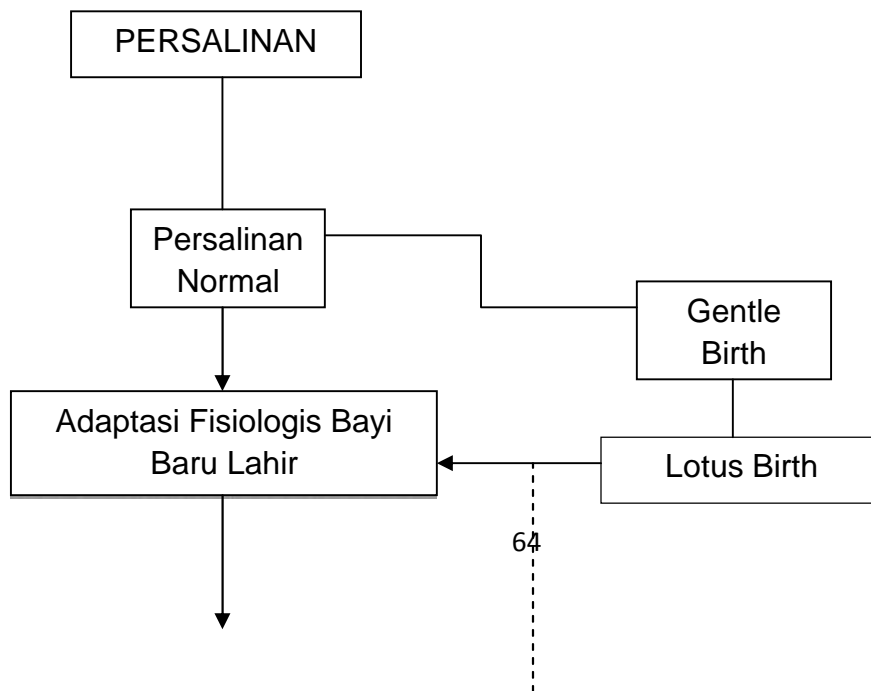 PERSALINAN
Persalinan
Normal
Gentle
Birth
Adaptasi Fisiologis Bayi
Baru Lahir
Lotus Birth
64